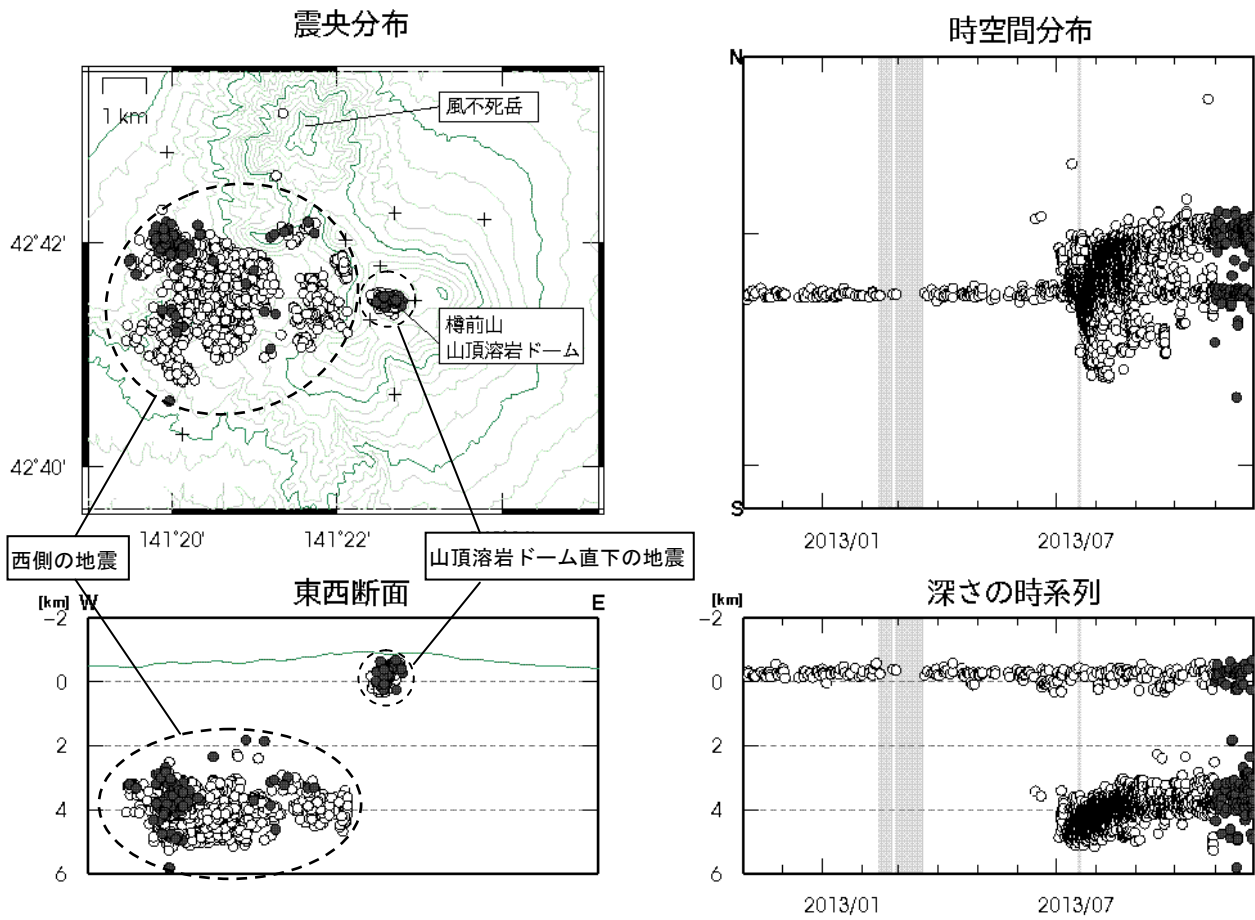 震央分布
1 km
風不死岳
42°42'
樽前山
山頂溶岩ドーム
42°40'
141°20'
141°22'
西側の地震
山頂溶岩ドーム直下の地震
時空間分布
N
S
2013/01
2013/07
東西断面
[km]
W
E
-2
0
2
4
6
深さの時系列
[km]
-2
0
2
4
6
2013/01
2013/07